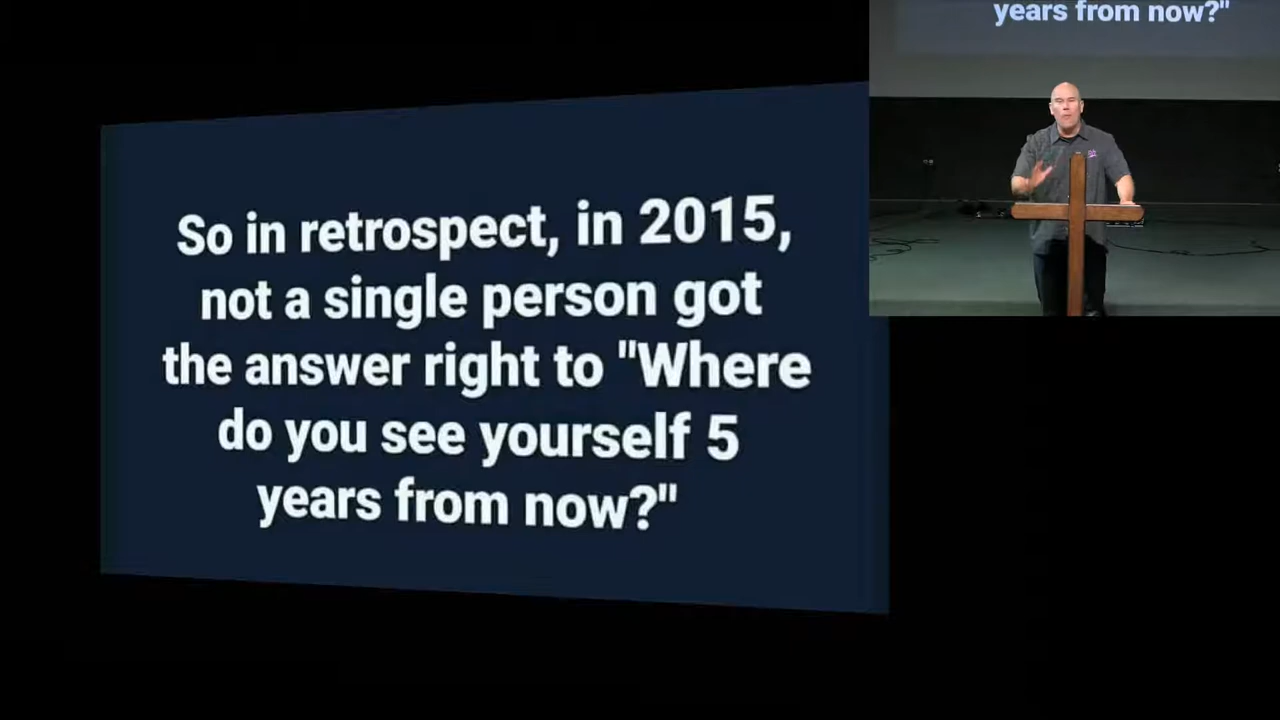 So in retrospect, in 2015,
not a single person got
the answer right to "Where
do you see yourself 5
years from now?"
years from now?"